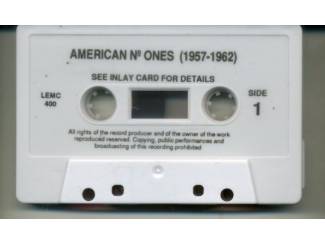 AMERICAN Nº ONES (1957-1962)
SEE INLAY CARD FOR DETAILS
LEMC
400
SIDE
1
All rights of the record producer and of the owner of the work
reproduced reserved. Copying, public performances and
broadcasting of this recording prohibited